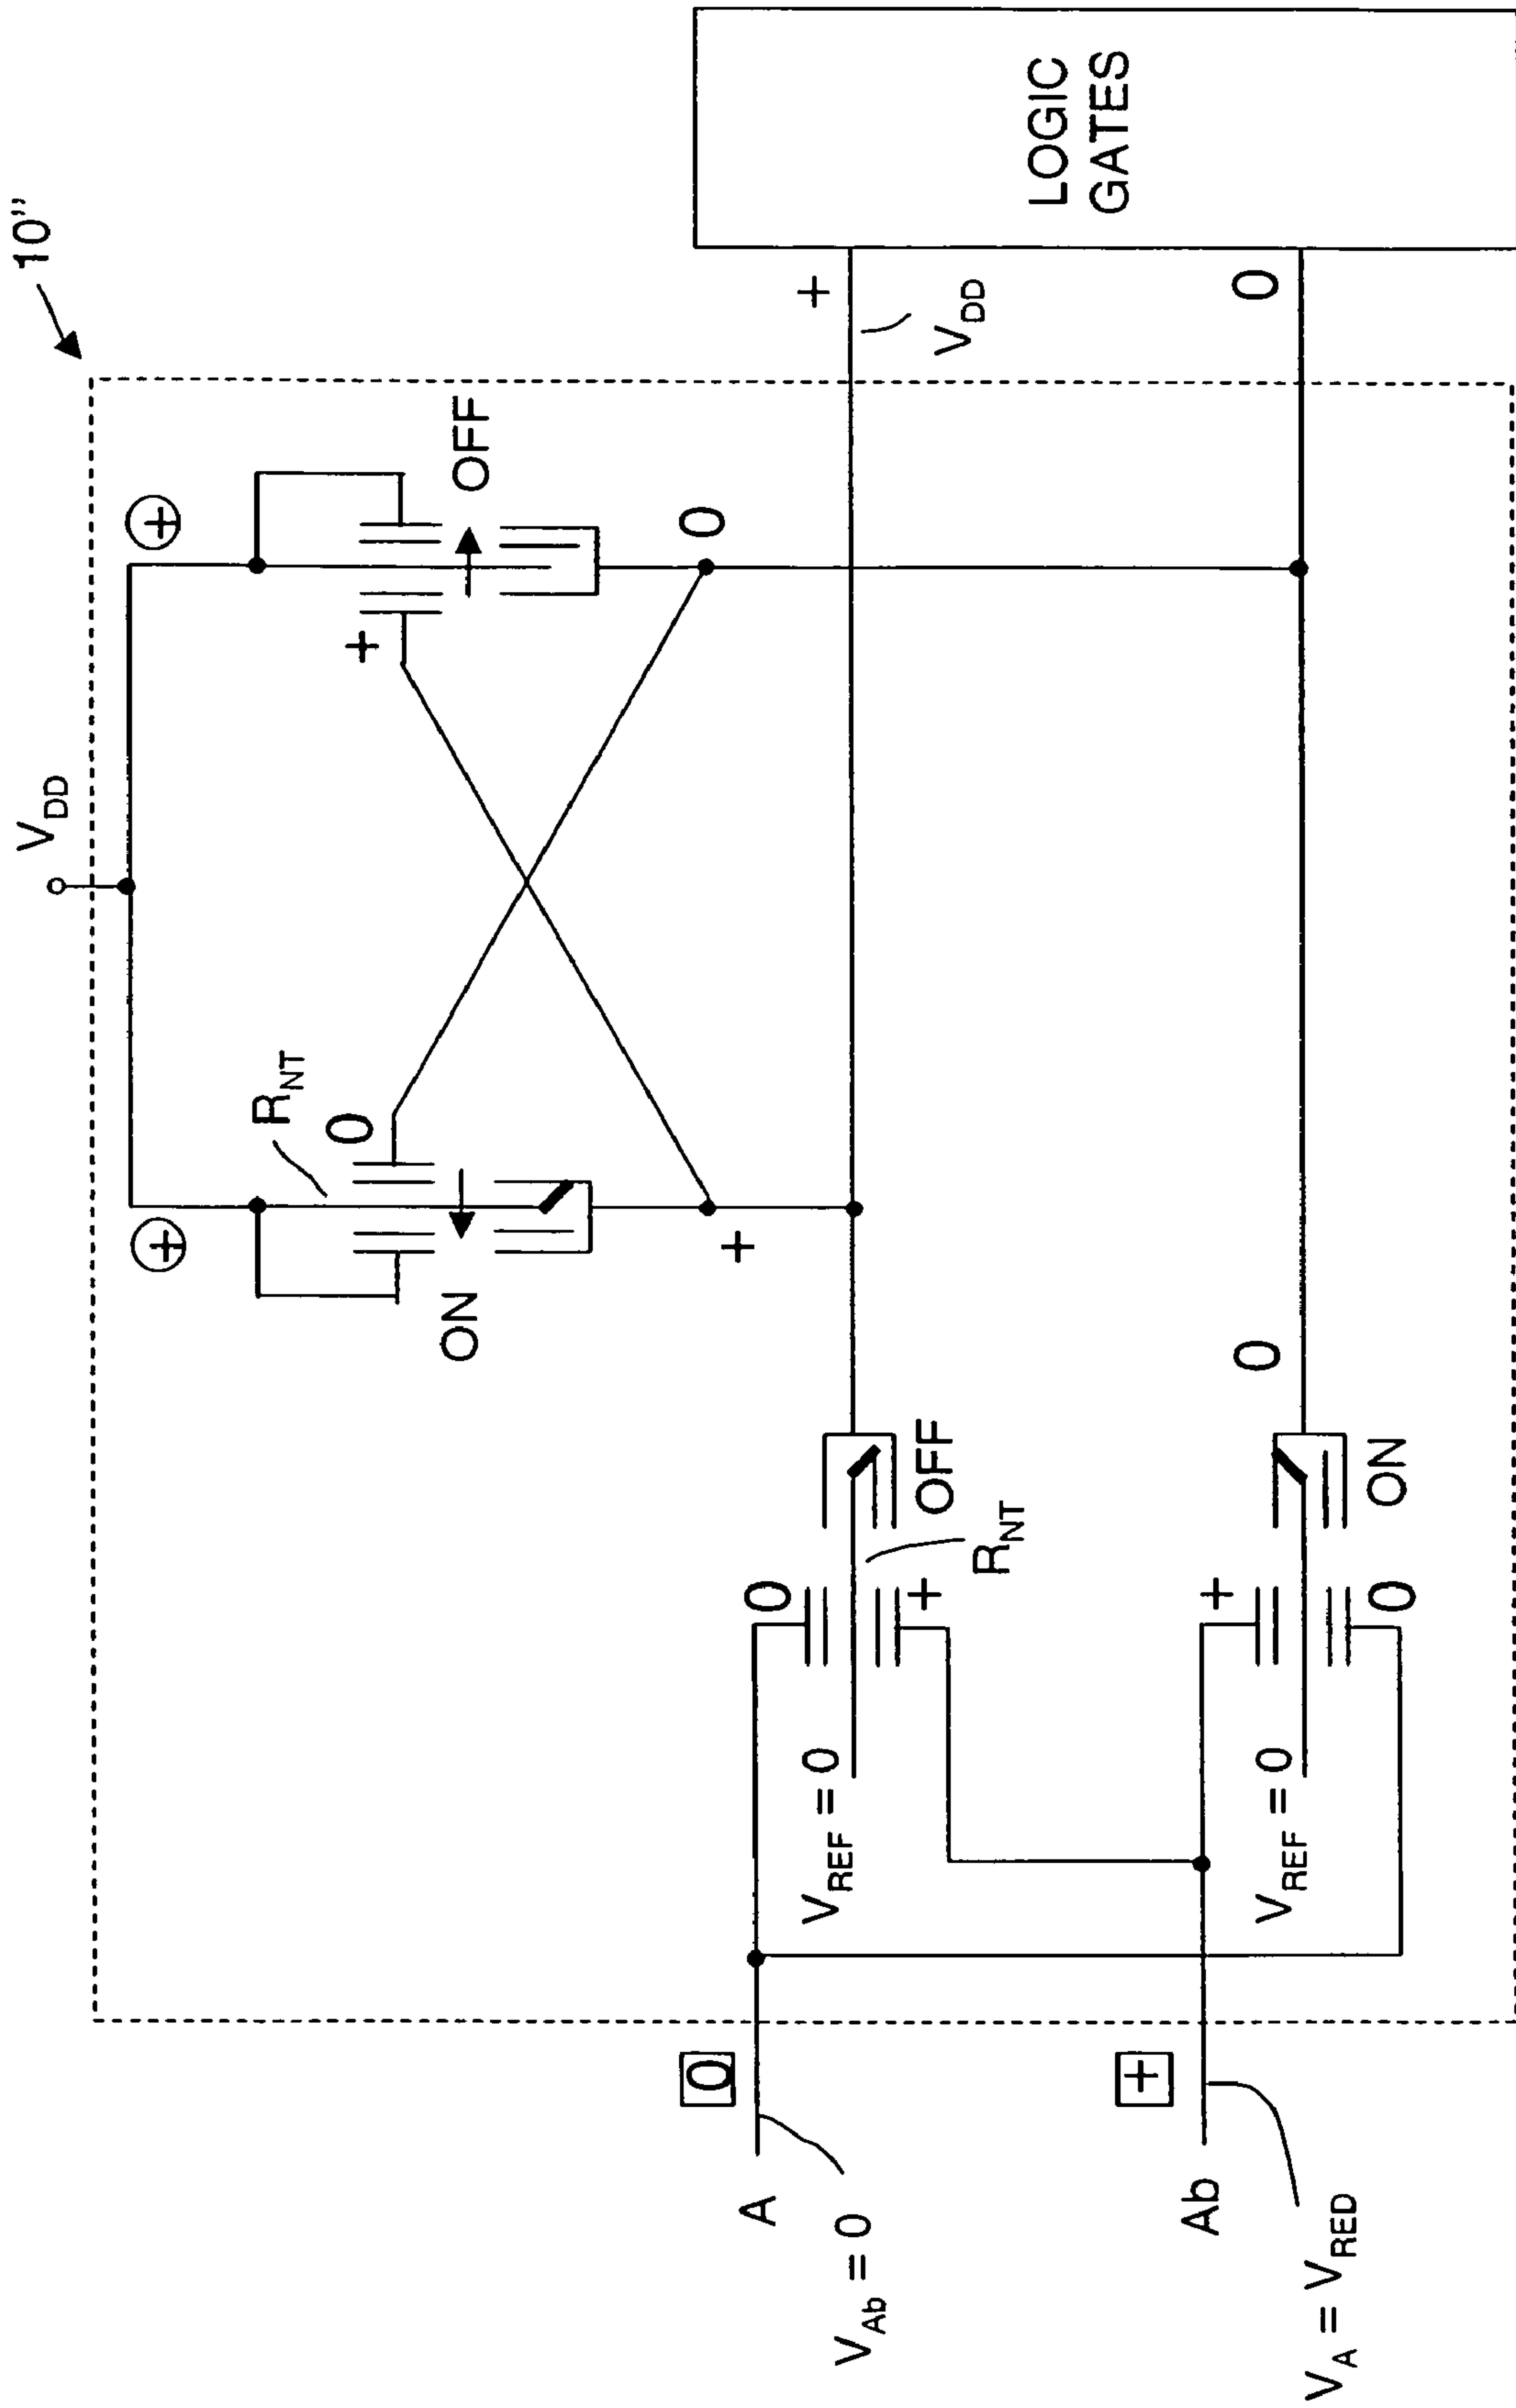 10"
V_DD
⊕
⊕
R_NT
0
ON
+
OFF
+
0
+
V_DD
0
LOGIC
GATES
0
+
V_REF = 0
R_NT
OFF
+
0
V_REF = 0
ON
0
0
A
V_Ab = 0
+
Ab
V_A = V_RED